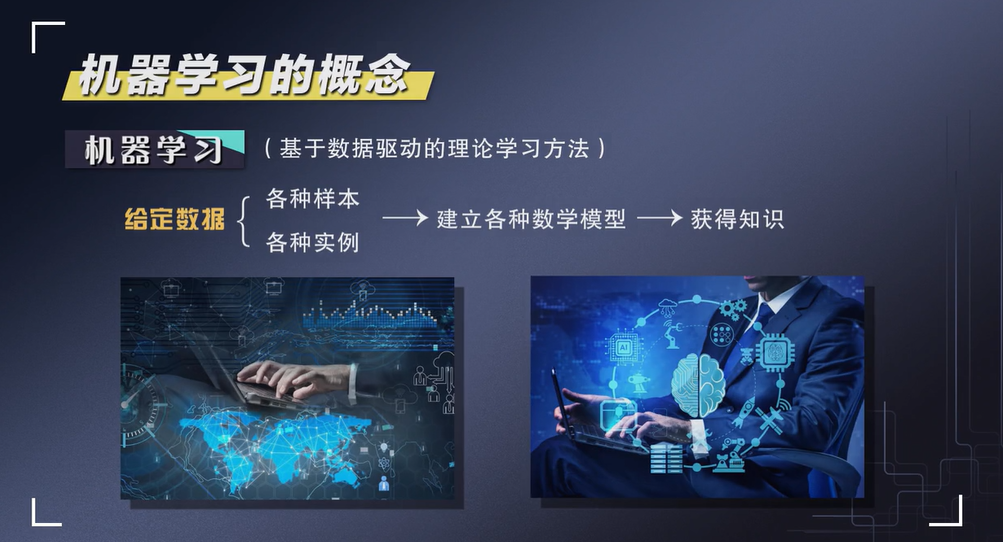 机器学习的概念
机器学习 （基于数据驱动的理论学习方法）
各种样本
给定数据 建立各种数学模型 获得知识
各种实例
AI